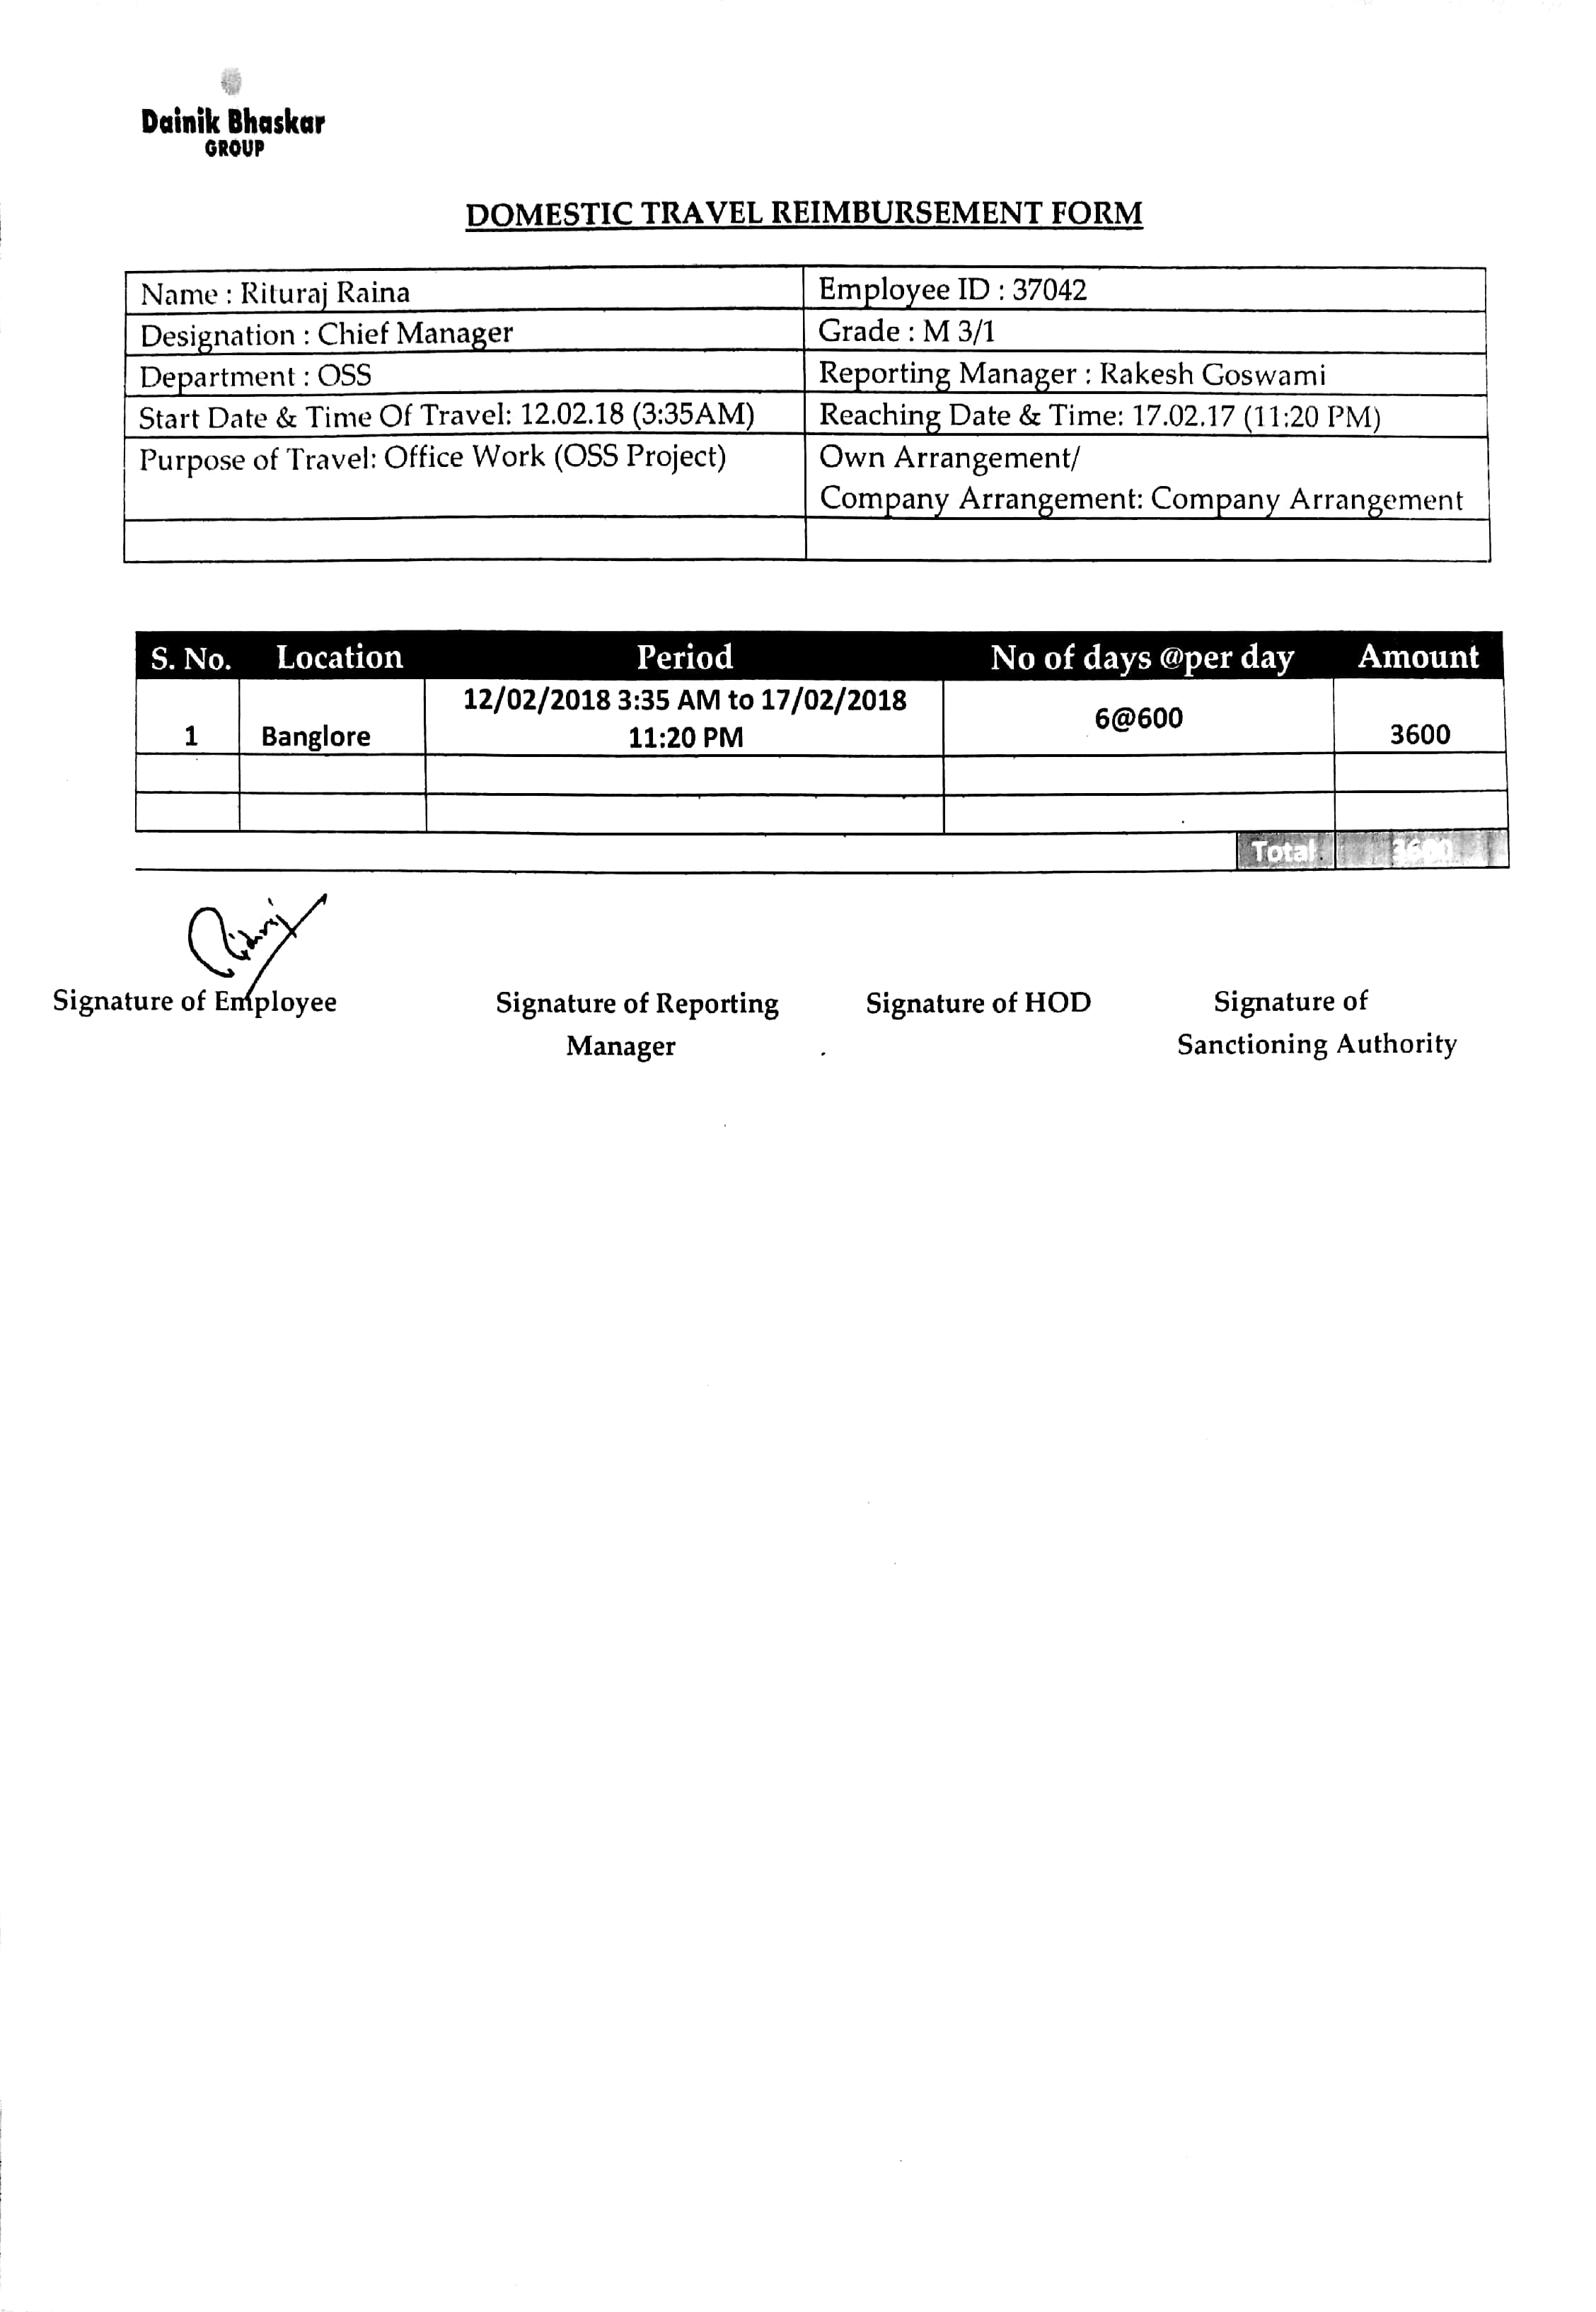 Dainik Bhaskar
GROUP
DOMESTIC TRAVEL REIMBURSEMENT FORM
Name : Rituraj Raina Employee ID : 37042
Designation : Chief Manager Grade : M 3/1
Department : OSS Reporting Manager : Rakesh Goswami
Start Date & Time Of Travel: 12.02.18 (3:35AM) Reaching Date & Time: 17.02.17 (11:20 PM)
Purpose of Travel: Office Work (OSS Project) Own Arrangement/
Company Arrangement: Company Arrangement
S. No. Location Period No of days @per day Amount
12/02/2018 3:35 AM to 17/02/2018
6@600
1 Banglore 11:20 PM 3600
Total 3600
Rituraj
Signature of Employee Signature of Reporting Signature of HOD Signature of
Manager Sanctioning Authority